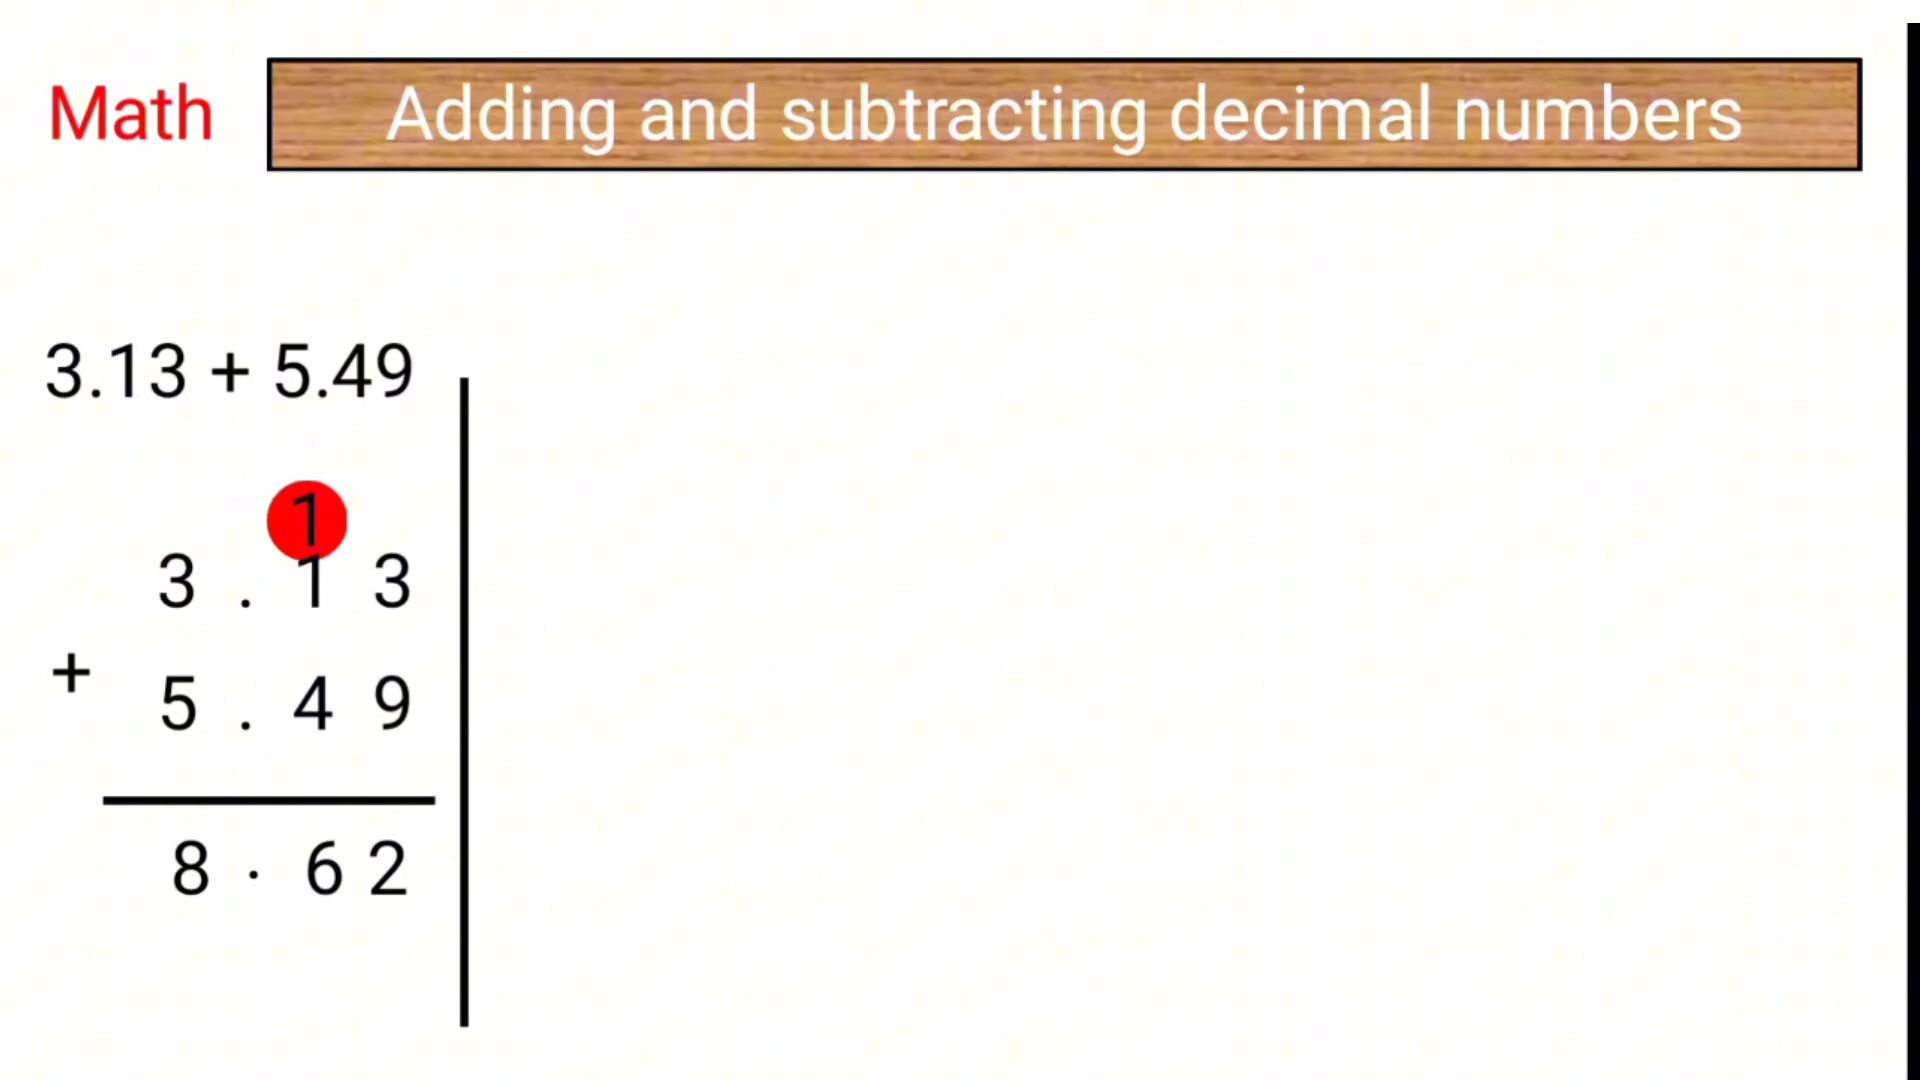 Math
Adding and subtracting decimal numbers
3.13 + 5.49
1
3 . 1 3
+
5 . 4 9
8 . 6 2